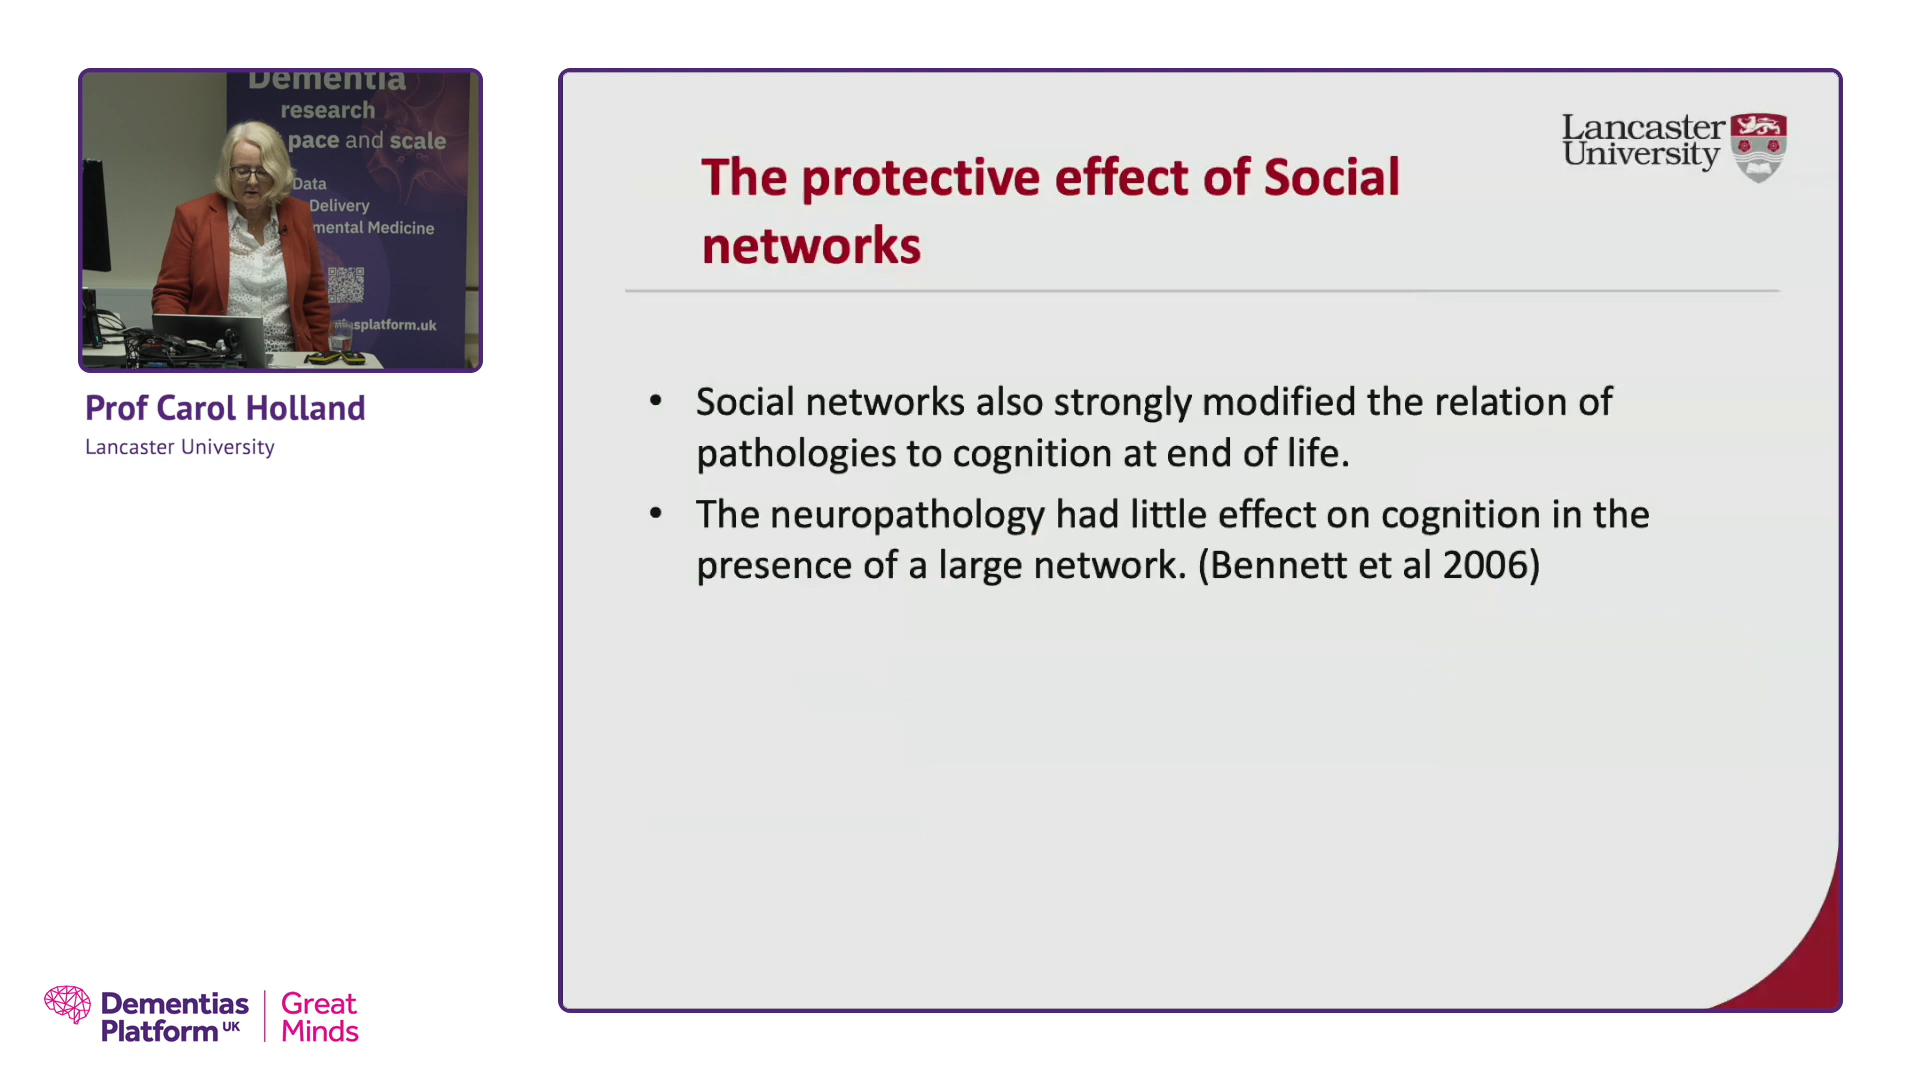 Dementia
research
pace and scale
Data
Delivery
mental Medicine
splatform.uk
Prof Carol Holland
Lancaster University
Lancaster
University
The protective effect of Social
networks
• Social networks also strongly modified the relation of
pathologies to cognition at end of life.
• The neuropathology had little effect on cognition in the
presence of a large network. (Bennett et al 2006)
Dementias
Platform UK
Great
Minds